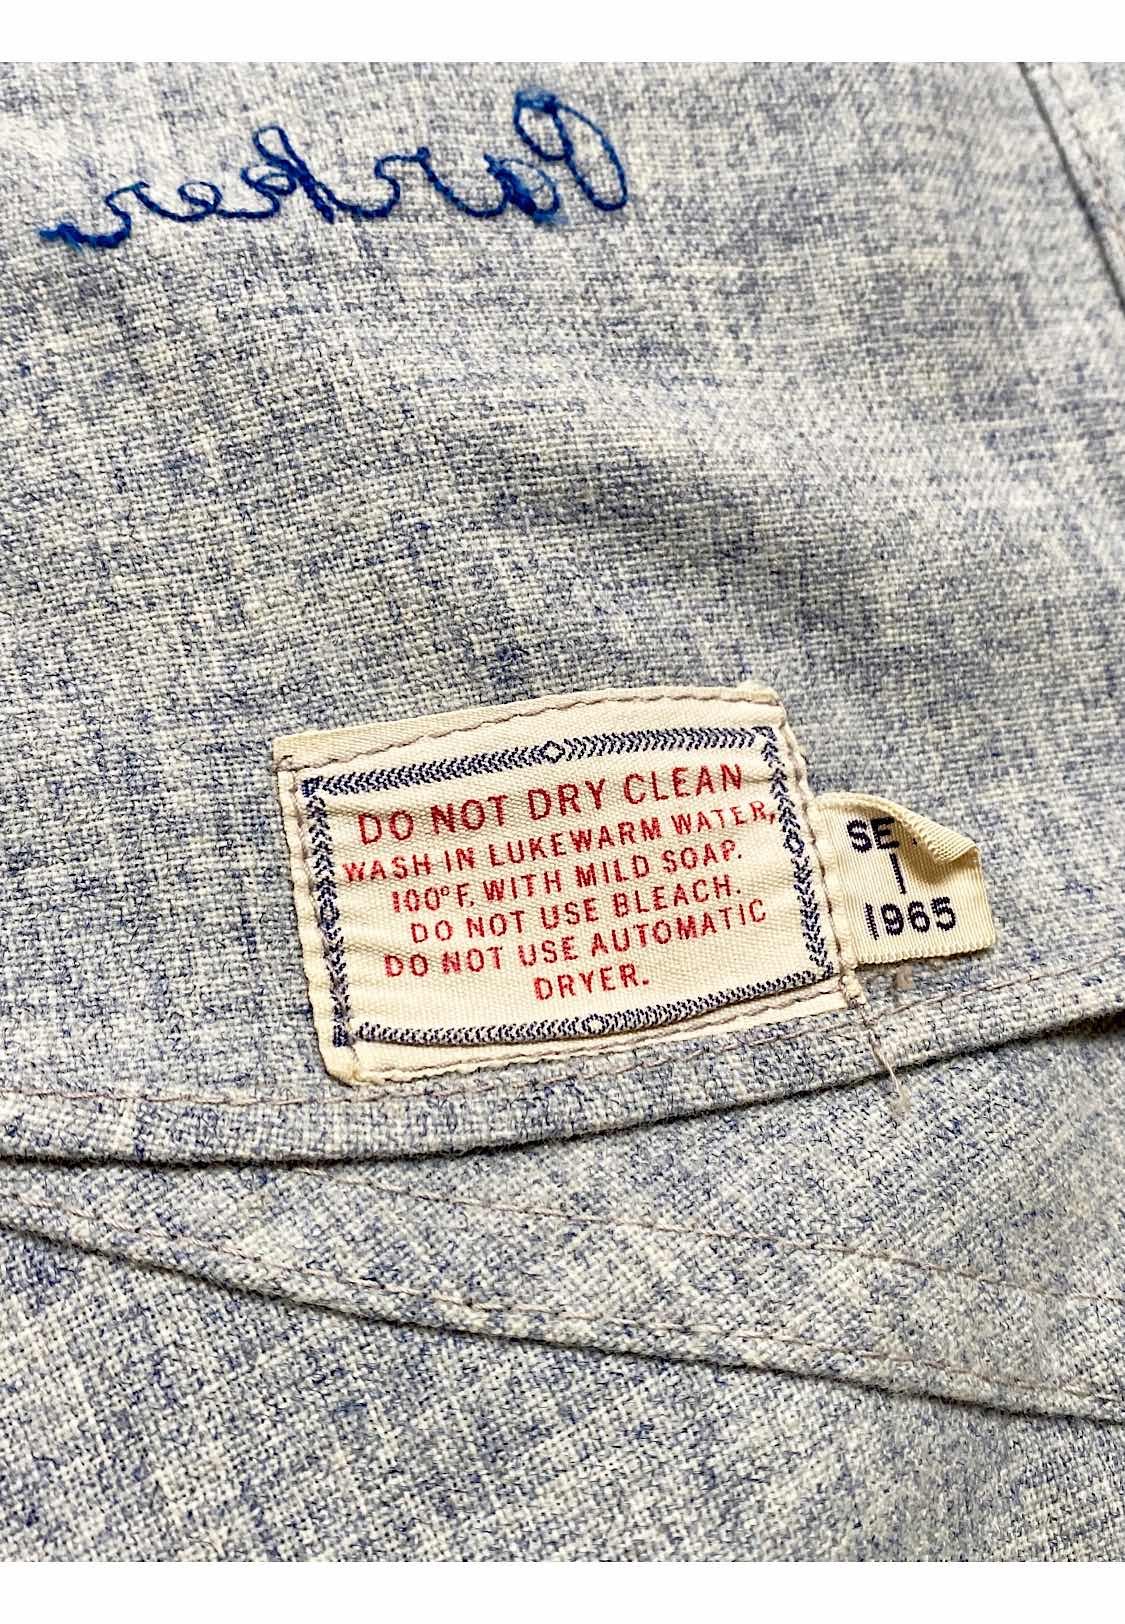 Parker
DO NOT DRY CLEAN
WASH IN LUKEWARM WATER,
100°F. WITH MILD SOAP.
DO NOT USE BLEACH.
DO NOT USE AUTOMATIC
DRYER.
SE
1
1965